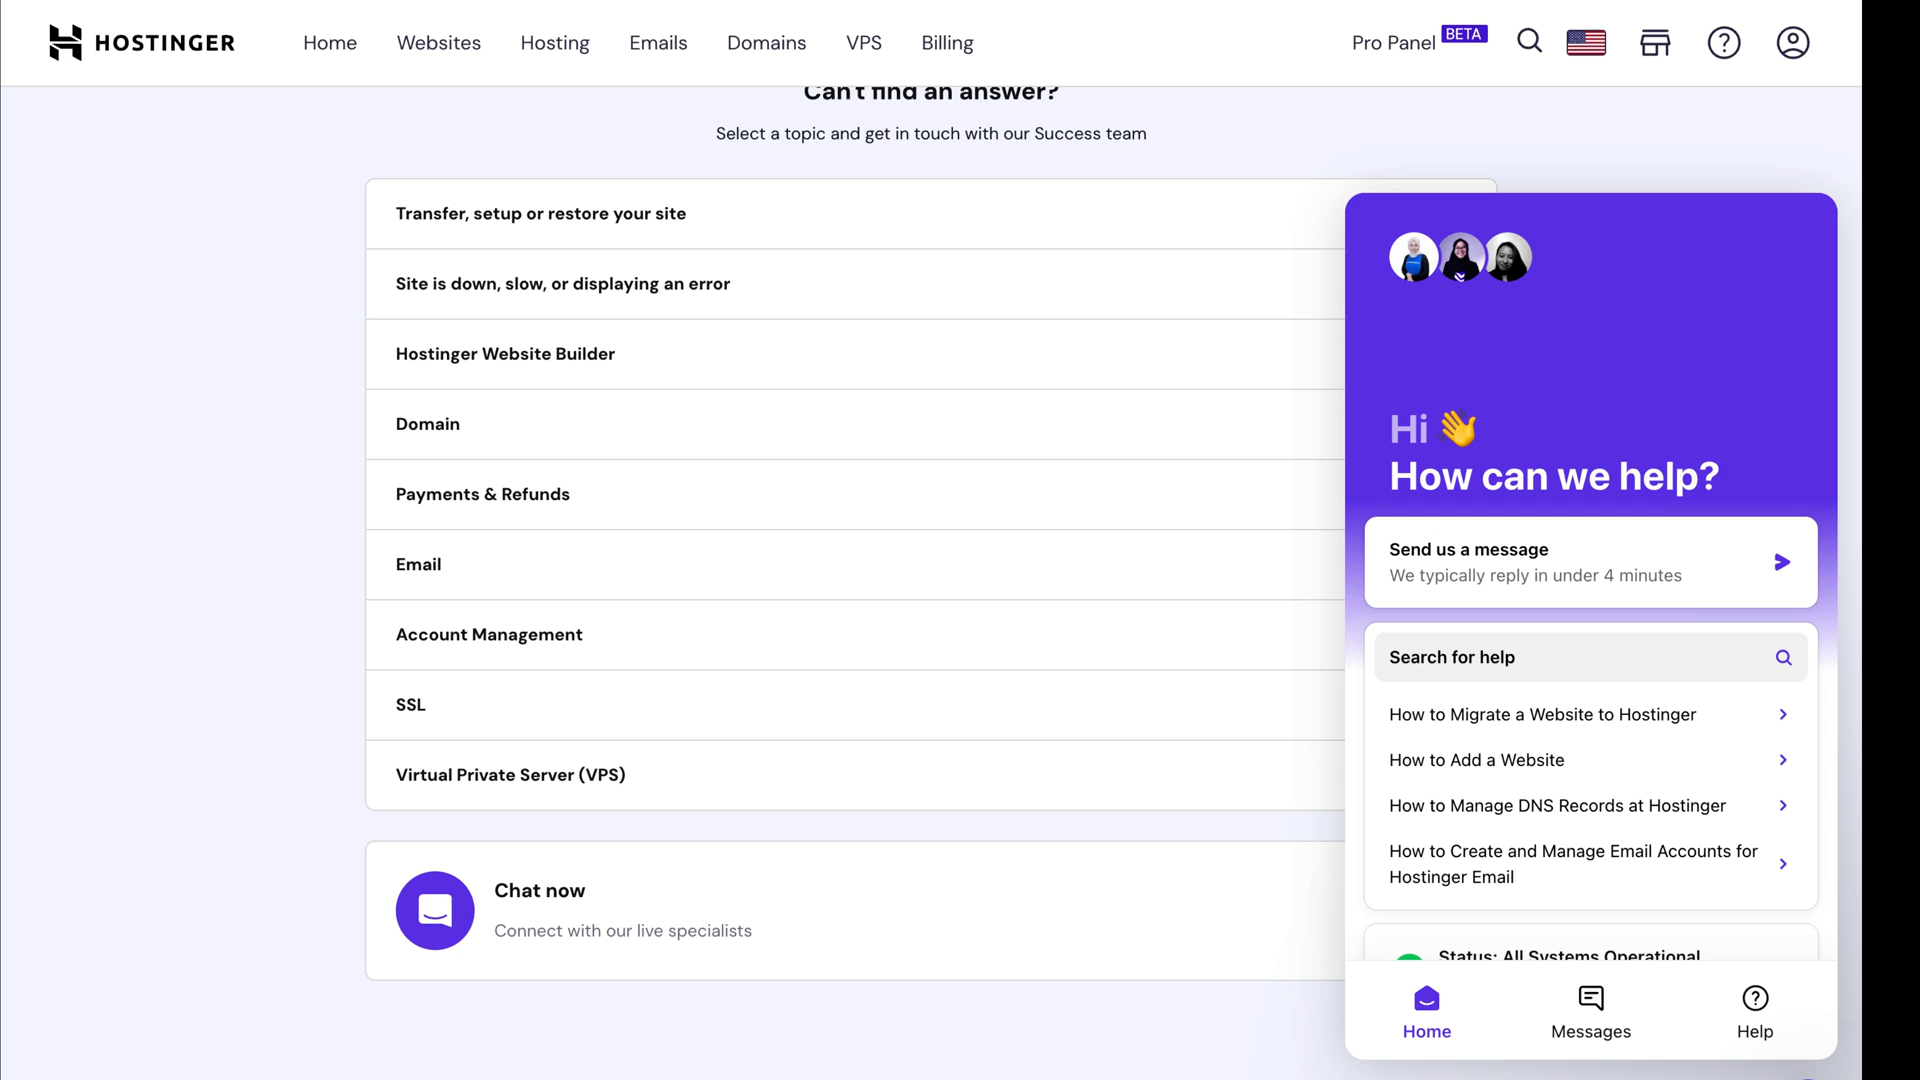 HOSTINGER
Home
Websites
Hosting
Emails
Domains
VPS
Billing
Pro Panel
BETA
Can't find an answer?
Select a topic and get in touch with our Success team
Transfer, setup or restore your site
Site is down, slow, or displaying an error
Hostinger Website Builder
Domain
Payments & Refunds
Email
Account Management
SSL
Virtual Private Server (VPS)
Chat now
Connect with our live specialists
Hi 👋
How can we help?
Send us a message
We typically reply in under 4 minutes
Search for help
How to Migrate a Website to Hostinger
How to Add a Website
How to Manage DNS Records at Hostinger
How to Create and Manage Email Accounts for
Hostinger Email
Status: All Systems Operational
Home
Messages
Help